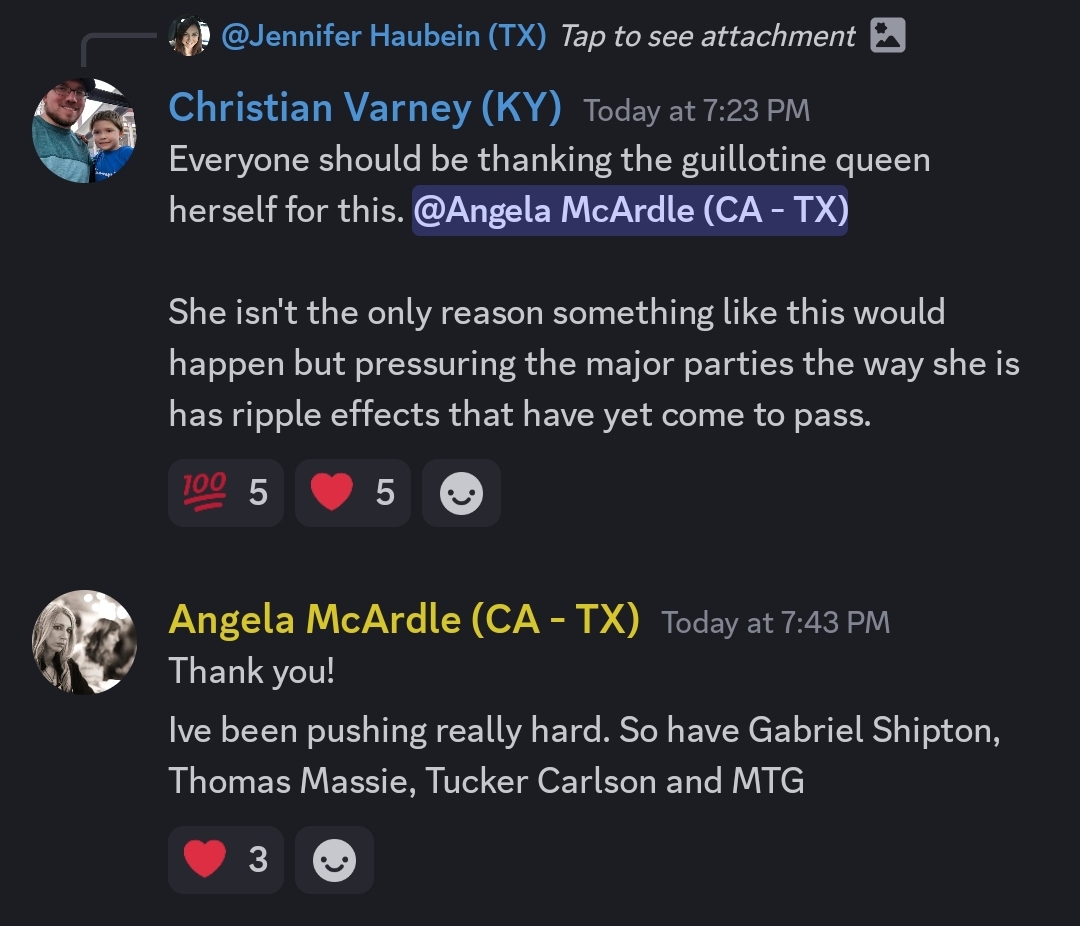 @Jennifer Haubein (TX) Tap to see attachment
Christian Varney (KY) Today at 7:23 PM
Everyone should be thanking the guillotine queen
herself for this. @Angela McArdle (CA - TX)
She isn't the only reason something like this would
happen but pressuring the major parties the way she is
has ripple effects that have yet come to pass.
100 5 5
Angela McArdle (CA - TX) Today at 7:43 PM
Thank you!
Ive been pushing really hard. So have Gabriel Shipton,
Thomas Massie, Tucker Carlson and MTG
3